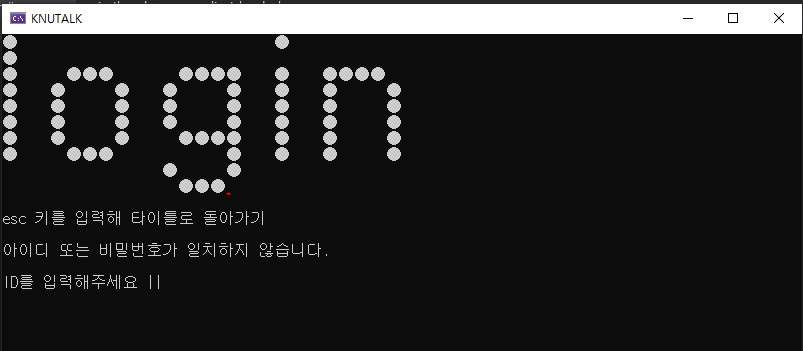 KNUTALK
login
esc 키를 입력해 타이틀로 돌아가기
아이디 또는 비밀번호가 일치하지 않습니다.
ID를 입력해주세요 ||